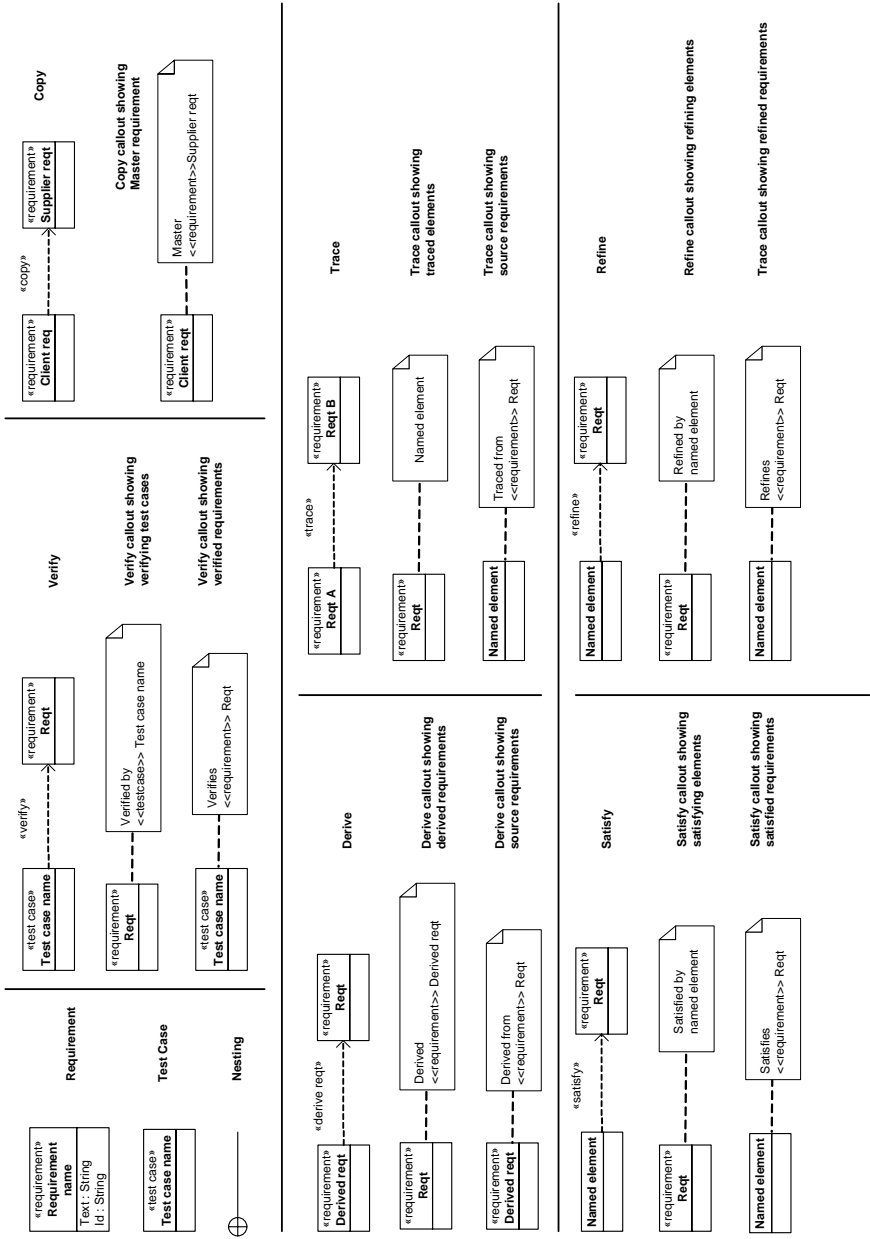 «requirement»
Requirement
name
Text : String
Id : String
Requirement
«test case»
Test case name
Test Case
Nesting
«test case»
Test case name
«verify»
«requirement»
Reqt
Verify
«requirement»
Reqt
Verified by
<<testcase>> Test case name
Verify callout showing
verifying test cases
«test case»
Test case name
Verifies
<<requirement>> Reqt
Verify callout showing
verified requirements
«requirement»
Client req
«copy»
«requirement»
Supplier reqt
Copy
«requirement»
Client reqt
Master
<<requirement>>Supplier reqt
Copy callout showing
Master requirement
«requirement»
Derived reqt
«derive reqt»
«requirement»
Reqt
Derive
«requirement»
Reqt
Derived
<<requirement>> Derived reqt
Derive callout showing
derived requirements
«requirement»
Derived reqt
Derived from
<<requirement>> Reqt
Derive callout showing
source requirements
«requirement»
Reqt A
«trace»
«requirement»
Reqt B
Trace
«requirement»
Reqt
Named element
Trace callout showing
traced elements
Named element
Traced from
<<requirement>> Reqt
Trace callout showing
source requirements
Named element
«satisfy»
«requirement»
Reqt
Satisfy
«requirement»
Reqt
Satisfied by
named element
Satisfy callout showing
satisfying elements
Named element
Satisfies
<<requirement>> Reqt
Satisfy callout showing
satisfied requirements
Named element
«refine»
«requirement»
Reqt
Refine
«requirement»
Reqt
Refined by
named element
Refine callout showing refining elements
Named element
Refines
<<requirement>> Reqt
Trace callout showing refined requirements